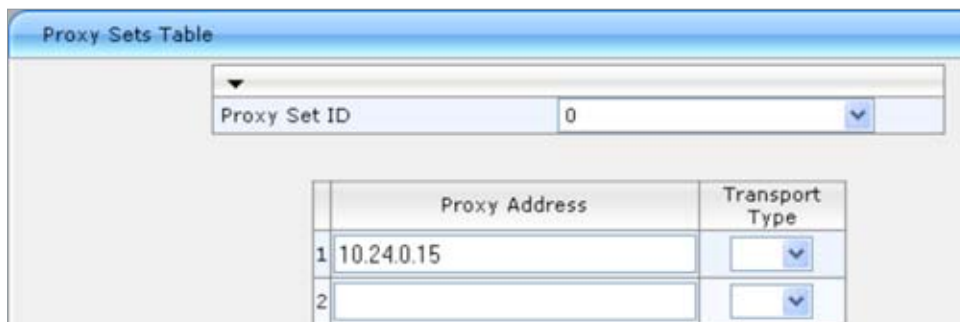 Proxy Sets Table
Proxy Set ID 0
Proxy Address Transport Type
1 10.24.0.15
2